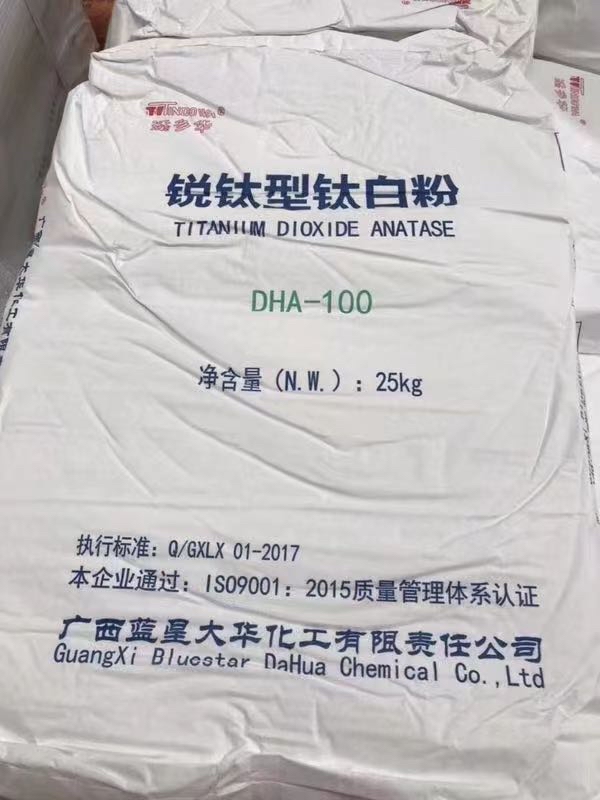 锐钛型钛白粉
TITANIUM DIOXIDE ANATASE
DHA-100
净含量（N.W.）：25kg
执行标准：Q/GXLX 01-2017
本企业通过：ISO9001：2015质量管理体系认证
广西蓝星大华化工有限责任公司
GuangXi Bluestar DaHua Chemical Co.,Ltd